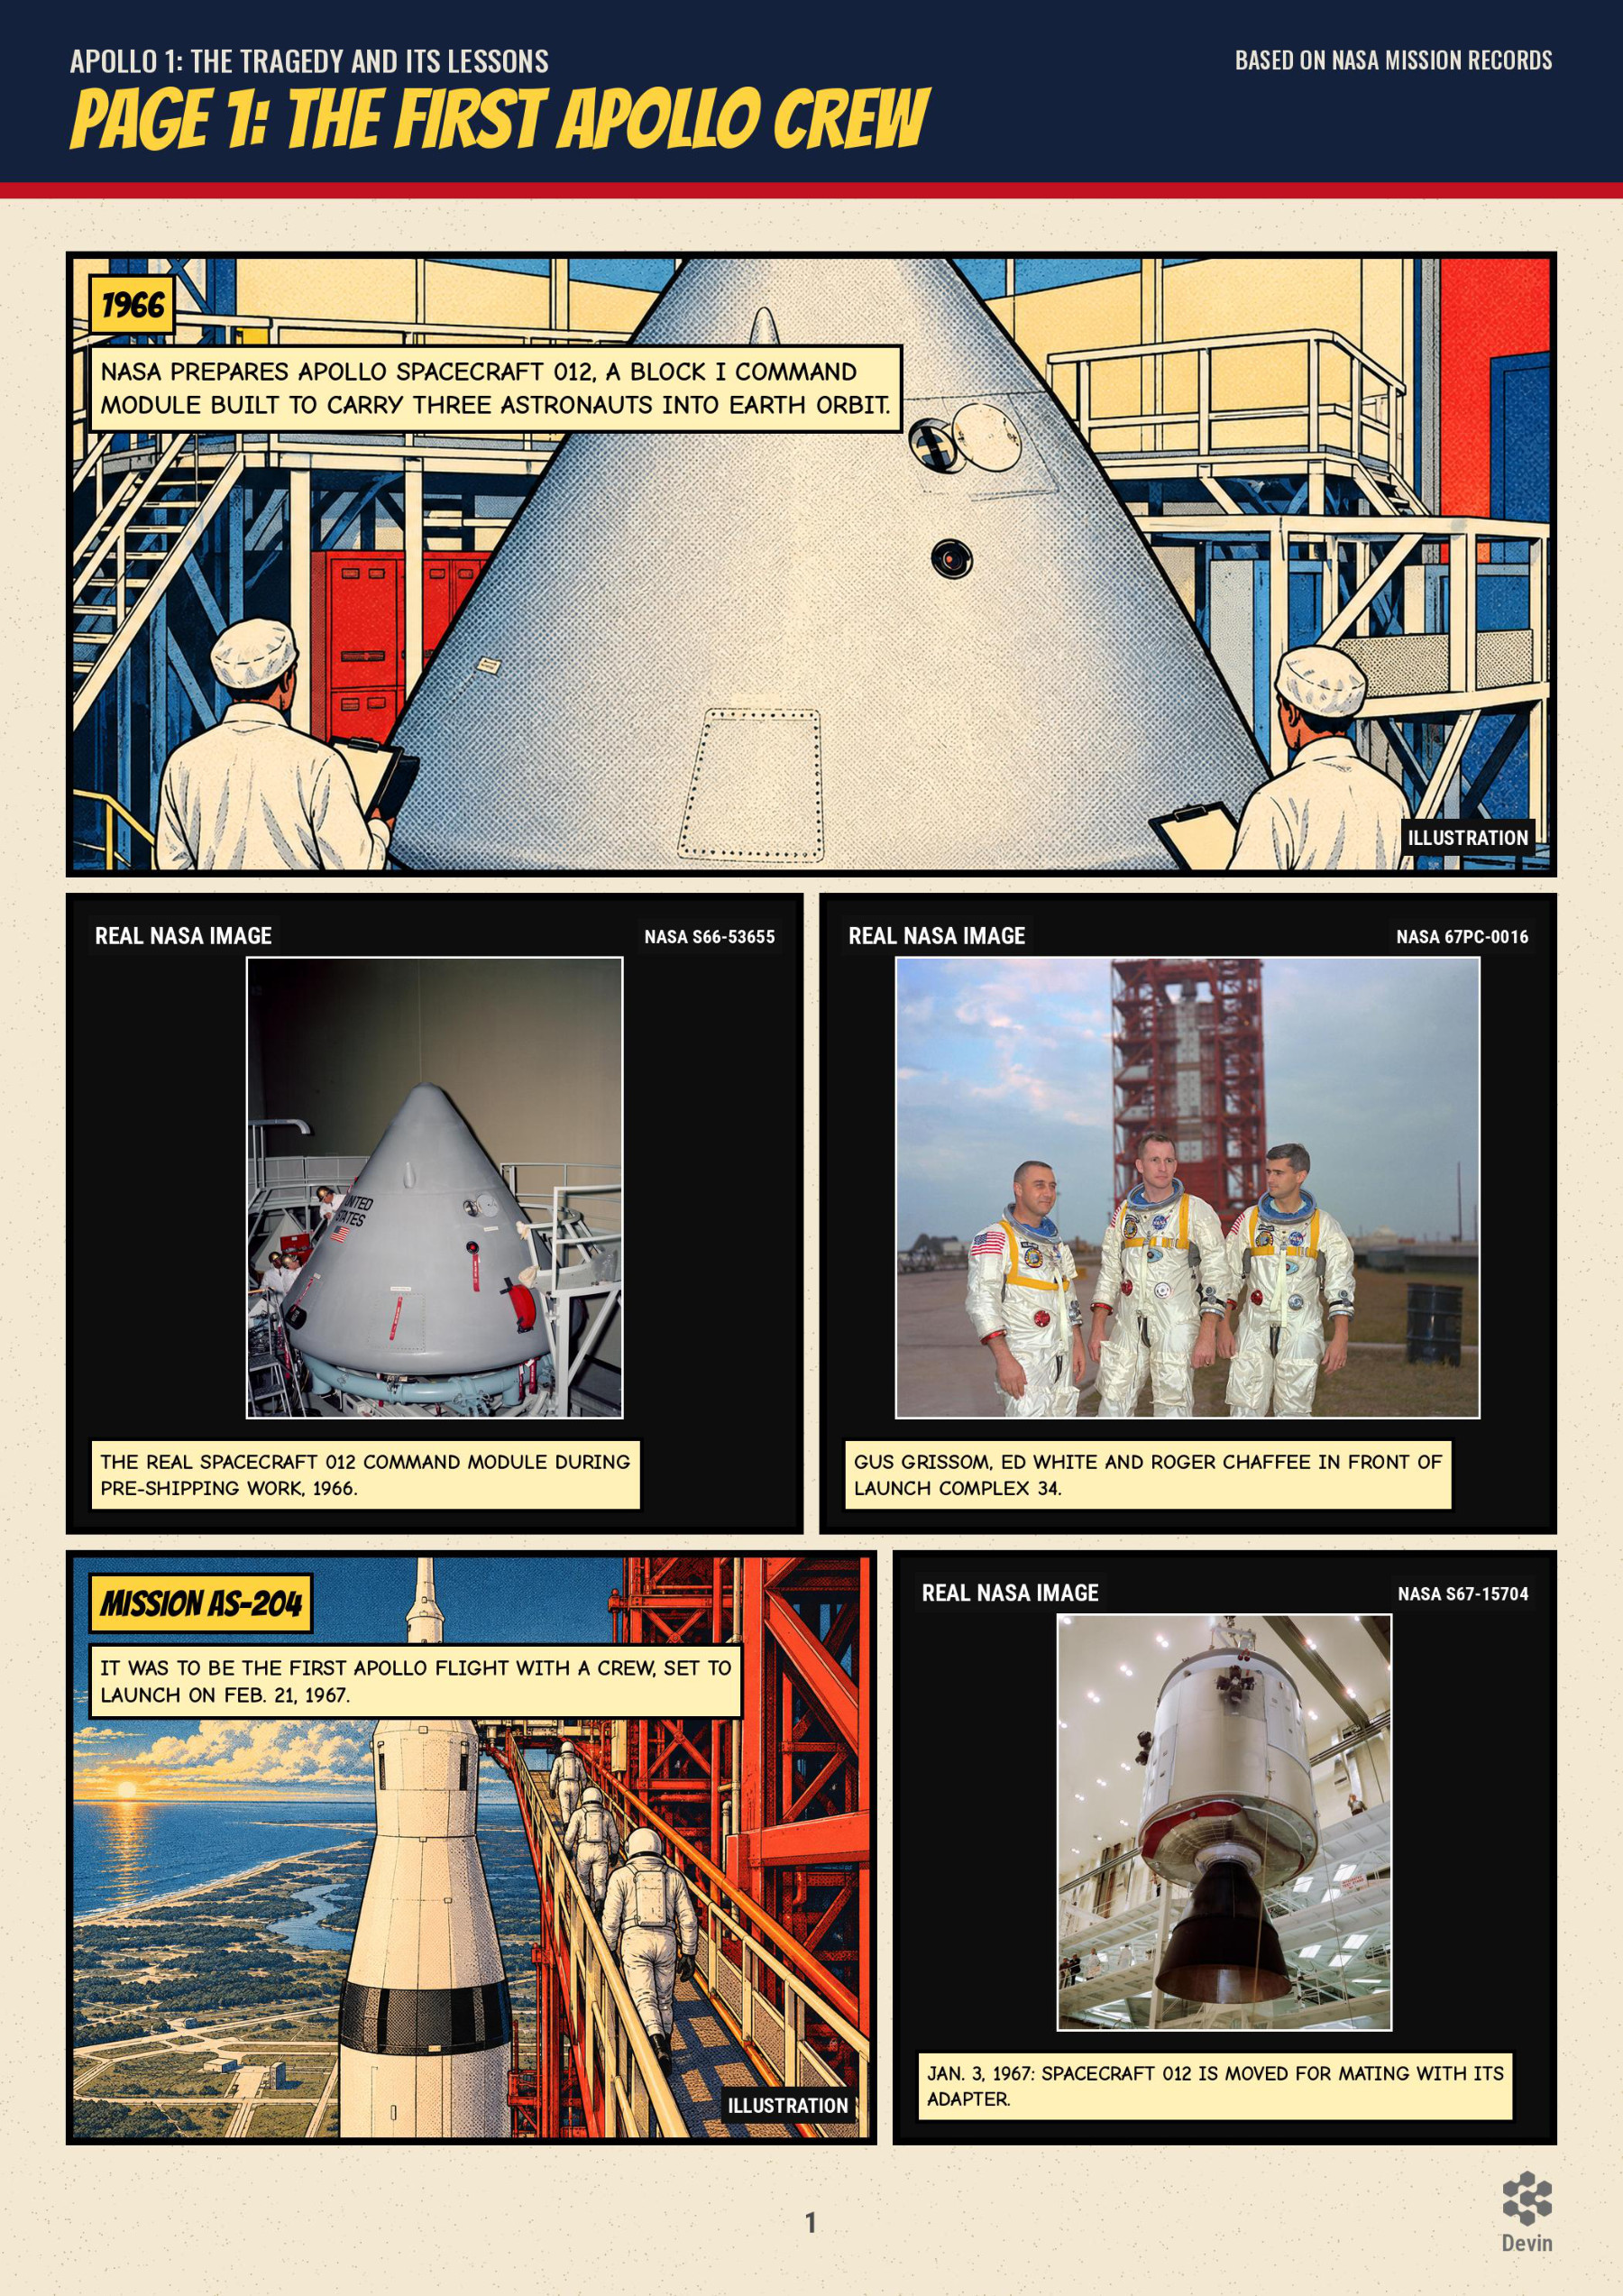 APOLLO 1: THE TRAGEDY AND ITS LESSONS
BASED ON NASA MISSION RECORDS
PAGE 1: THE FIRST APOLLO CREW
1966
NASA PREPARES APOLLO SPACECRAFT 012, A BLOCK I COMMAND
MODULE BUILT TO CARRY THREE ASTRONAUTS INTO EARTH ORBIT.
ILLUSTRATION
REAL NASA IMAGE
NASA S66-53655
NITED
STATES
THE REAL SPACECRAFT 012 COMMAND MODULE DURING
PRE-SHIPPING WORK, 1966.
REAL NASA IMAGE
NASA 67PC-0016
NASA
NASA
GUS GRISSOM, ED WHITE AND ROGER CHAFFEE IN FRONT OF
LAUNCH COMPLEX 34.
MISSION AS-204
IT WAS TO BE THE FIRST APOLLO FLIGHT WITH A CREW, SET TO
LAUNCH ON FEB. 21, 1967.
ILLUSTRATION
REAL NASA IMAGE
NASA S67-15704
JAN. 3, 1967: SPACECRAFT 012 IS MOVED FOR MATING WITH ITS
ADAPTER.
1
Devin